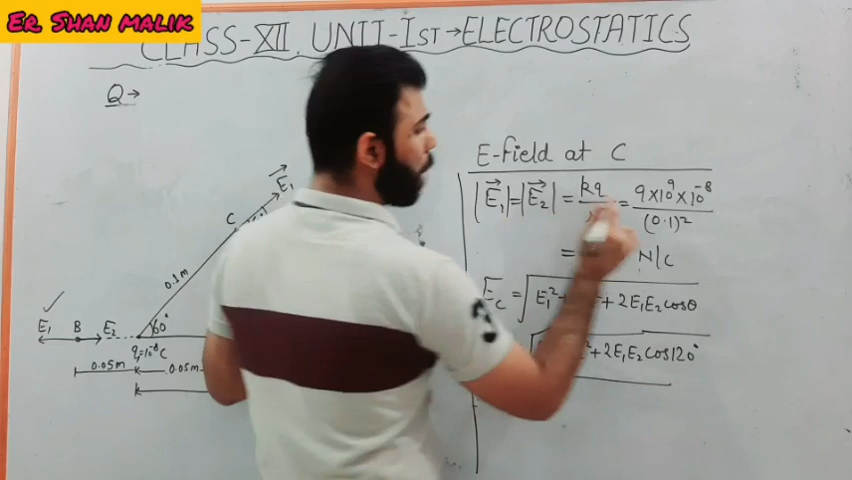 ER. SHAN MALIK
CLASS-XII, UNIT-IST → ELECTROSTATICS
Q →
E-field at C
|E₁|=|E₂| = kq = 9×10⁹×10⁻⁸
(0.1)²
= N/C
E_C = √E₁² + 2E₁E₂cosθ
+ 2E₁E₂cos120°
E₁
C
0.1m
E₁ B E₂ 60°
q₁=10⁻⁸C
0.05m 0.05m
3